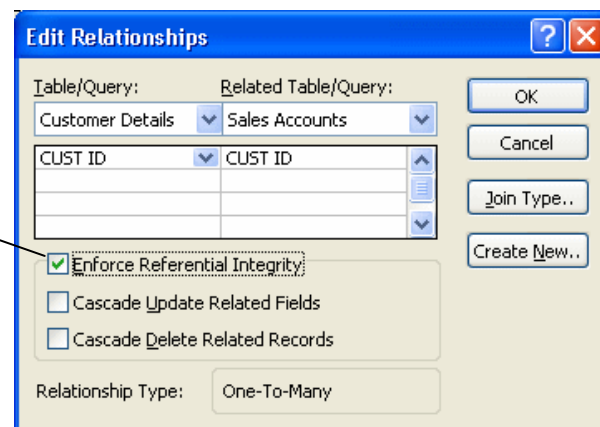 Edit Relationships
Table/Query: Related Table/Query:
Customer Details Sales Accounts
CUST ID CUST ID
Enforce Referential Integrity
Cascade Update Related Fields
Cascade Delete Related Records
Relationship Type: One-To-Many
OK
Cancel
Join Type..
Create New..